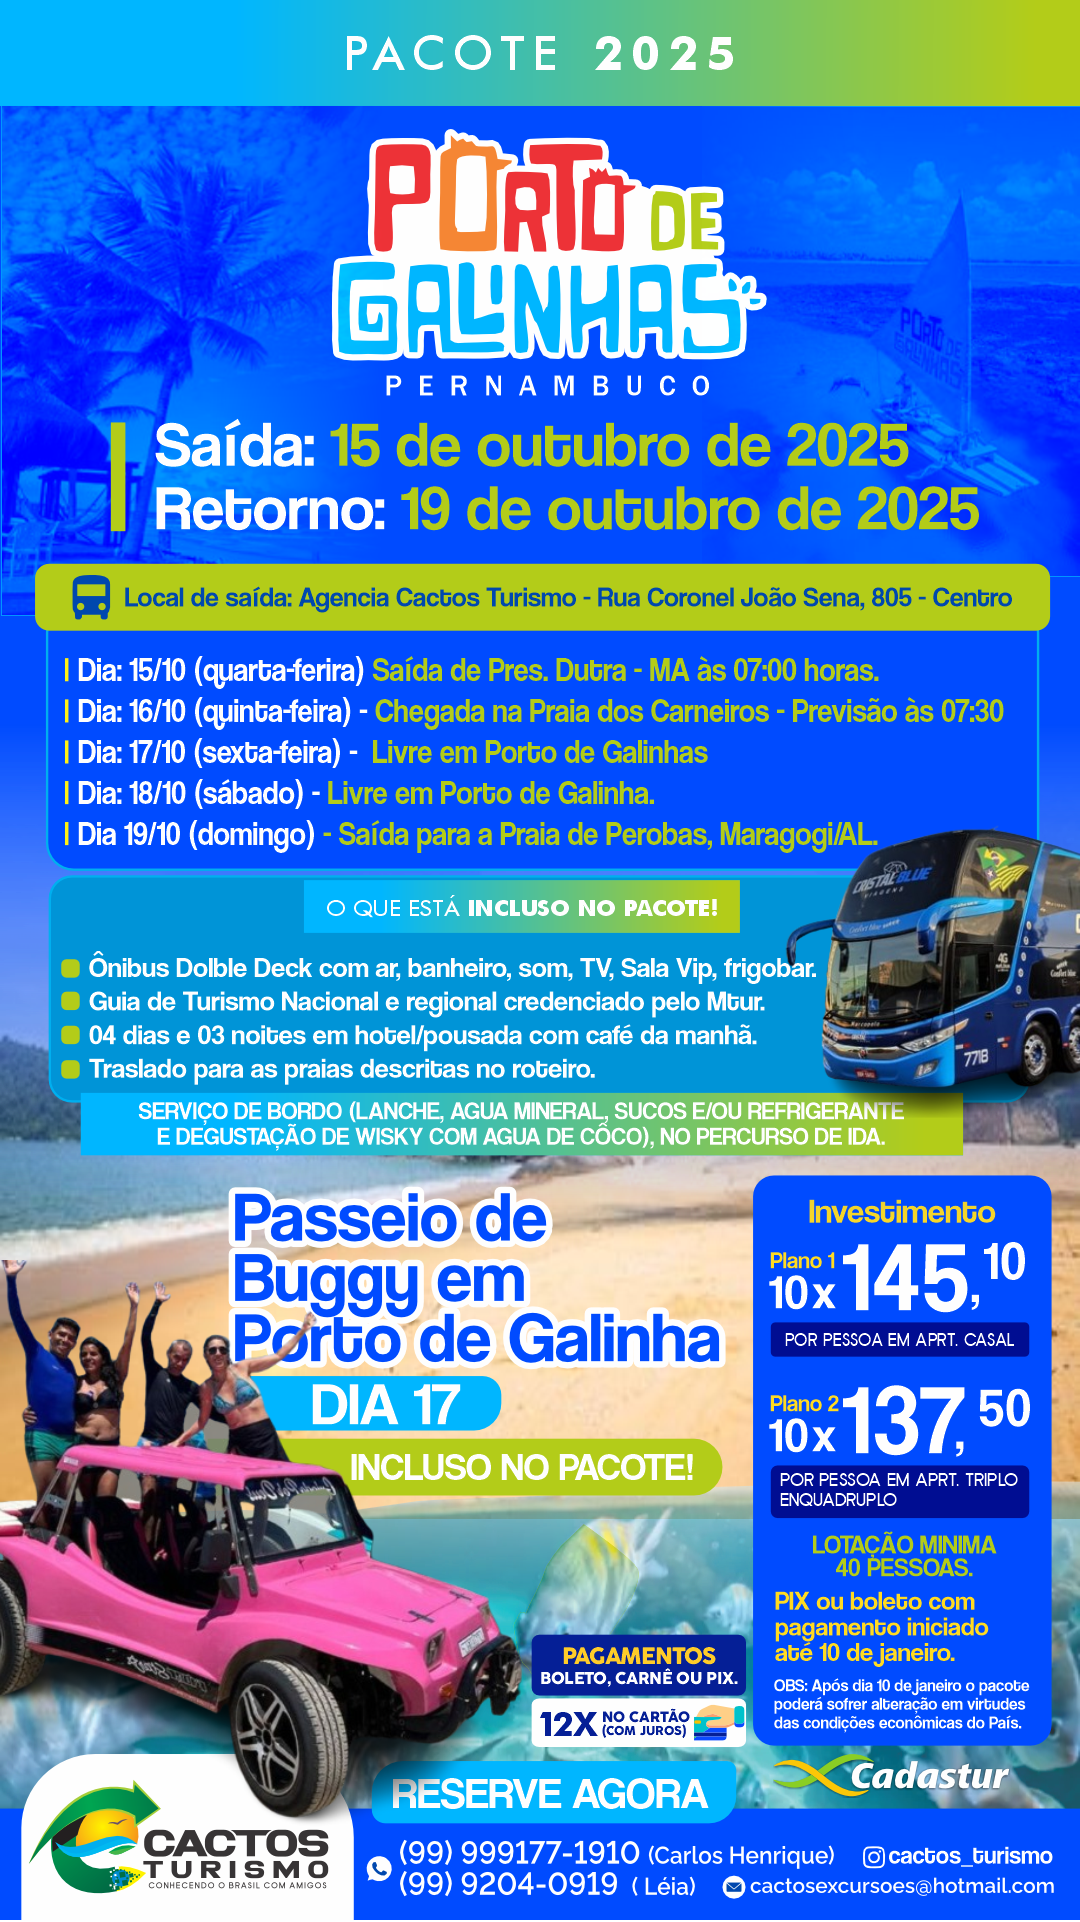 PACOTE 2025
PORTO DE
GALINHAS
PERNAMBUCO
Saída: 15 de outubro de 2025
Retorno: 19 de outubro de 2025
Local de saída: Agencia Cactos Turismo - Rua Coronel João Sena, 805 - Centro
Dia: 15/10 (quarta-ferira) Saída de Pres. Dutra - MA às 07:00 horas.
Dia: 16/10 (quinta-feira) - Chegada na Praia dos Carneiros - Previsão às 07:30
Dia: 17/10 (sexta-feira) - Livre em Porto de Galinhas
Dia: 18/10 (sábado) - Livre em Porto de Galinha.
Dia 19/10 (domingo) - Saída para a Praia de Perobas, Maragogi/AL.
O QUE ESTÁ INCLUSO NO PACOTE!
Ônibus Dolble Deck com ar, banheiro, som, TV, Sala Vip, frigobar.
Guia de Turismo Nacional e regional credenciado pelo Mtur.
04 dias e 03 noites em hotel/pousada com café da manhã.
Traslado para as praias descritas no roteiro.
CRISTAL BLUE
VIAGENS
7718
SERVIÇO DE BORDO (LANCHE, AGUA MINERAL, SUCOS E/OU REFRIGERANTE
E DEGUSTAÇÃO DE WISKY COM AGUA DE CÔCO), NO PERCURSO DE IDA.
Passeio de
Buggy em
Porto de Galinha
DIA 17
INCLUSO NO PACOTE!
Investimento
Plano 1
10x 145,10
POR PESSOA EM APRT. CASAL
Plano 2
10x 137,50
POR PESSOA EM APRT. TRIPLO
ENQUADRUPLO
LOTAÇÃO MINIMA
40 PESSOAS.
PIX ou boleto com
pagamento iniciado
até 10 de janeiro.
OBS: Após dia 10 de janeiro o pacote
poderá sofrer alteração em virtudes
das condições econômicas do País.
PAGAMENTOS
BOLETO, CARNÊ OU PIX.
12X NO CARTÃO
(COM JUROS)
Cadastur
RESERVE AGORA
CACTOS
TURISMO
CONHECENDO O BRASIL COM AMIGOS
(99) 999177-1910 (Carlos Henrique)
(99) 9204-0919 (Léia)
cactos_turismo
cactosexcursoes@hotmail.com